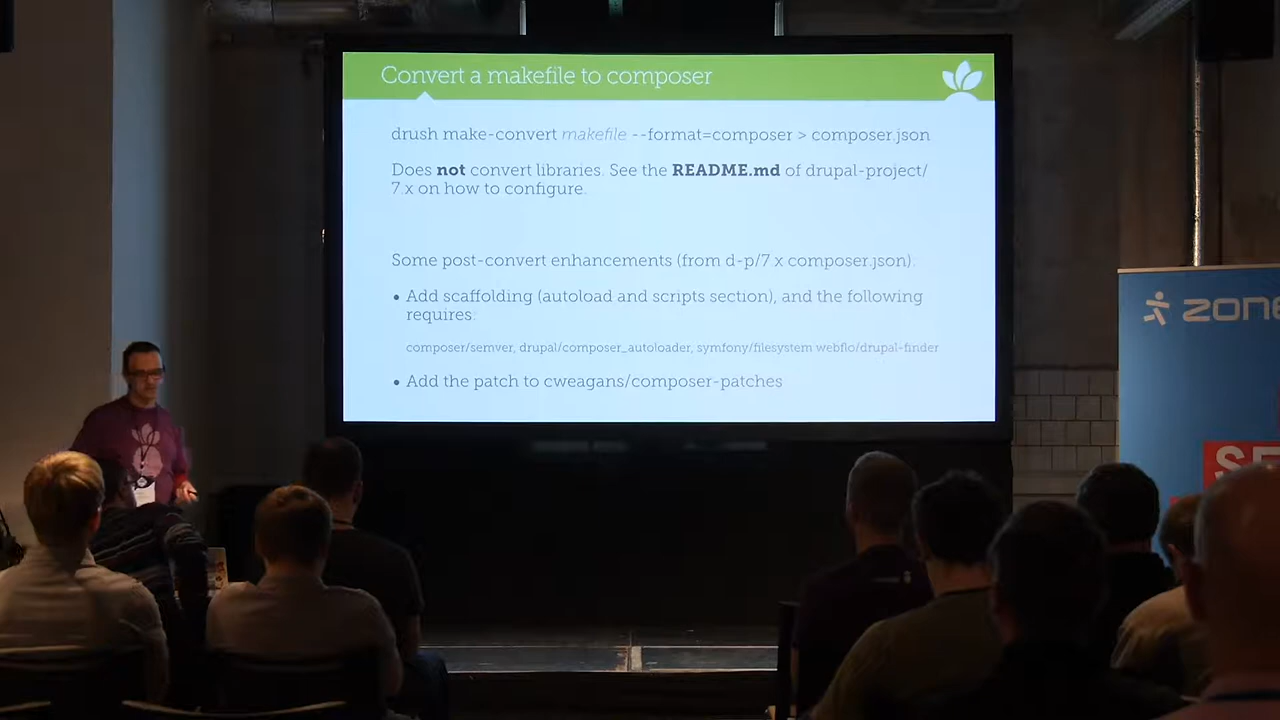 Convert a makefile to composer
drush make-convert makefile --format=composer > composer.json
Does not convert libraries. See the README.md of drupal-project/
7.x on how to configure.
Some post-convert enhancements (from d-p/7.x composer.json):
• Add scaffolding (autoload and scripts section), and the following
requires:
composer/semver, drupal/composer_autoloader, symfony/filesystem webflo/drupal-finder
• Add the patch to cweagans/composer-patches
zone
SE